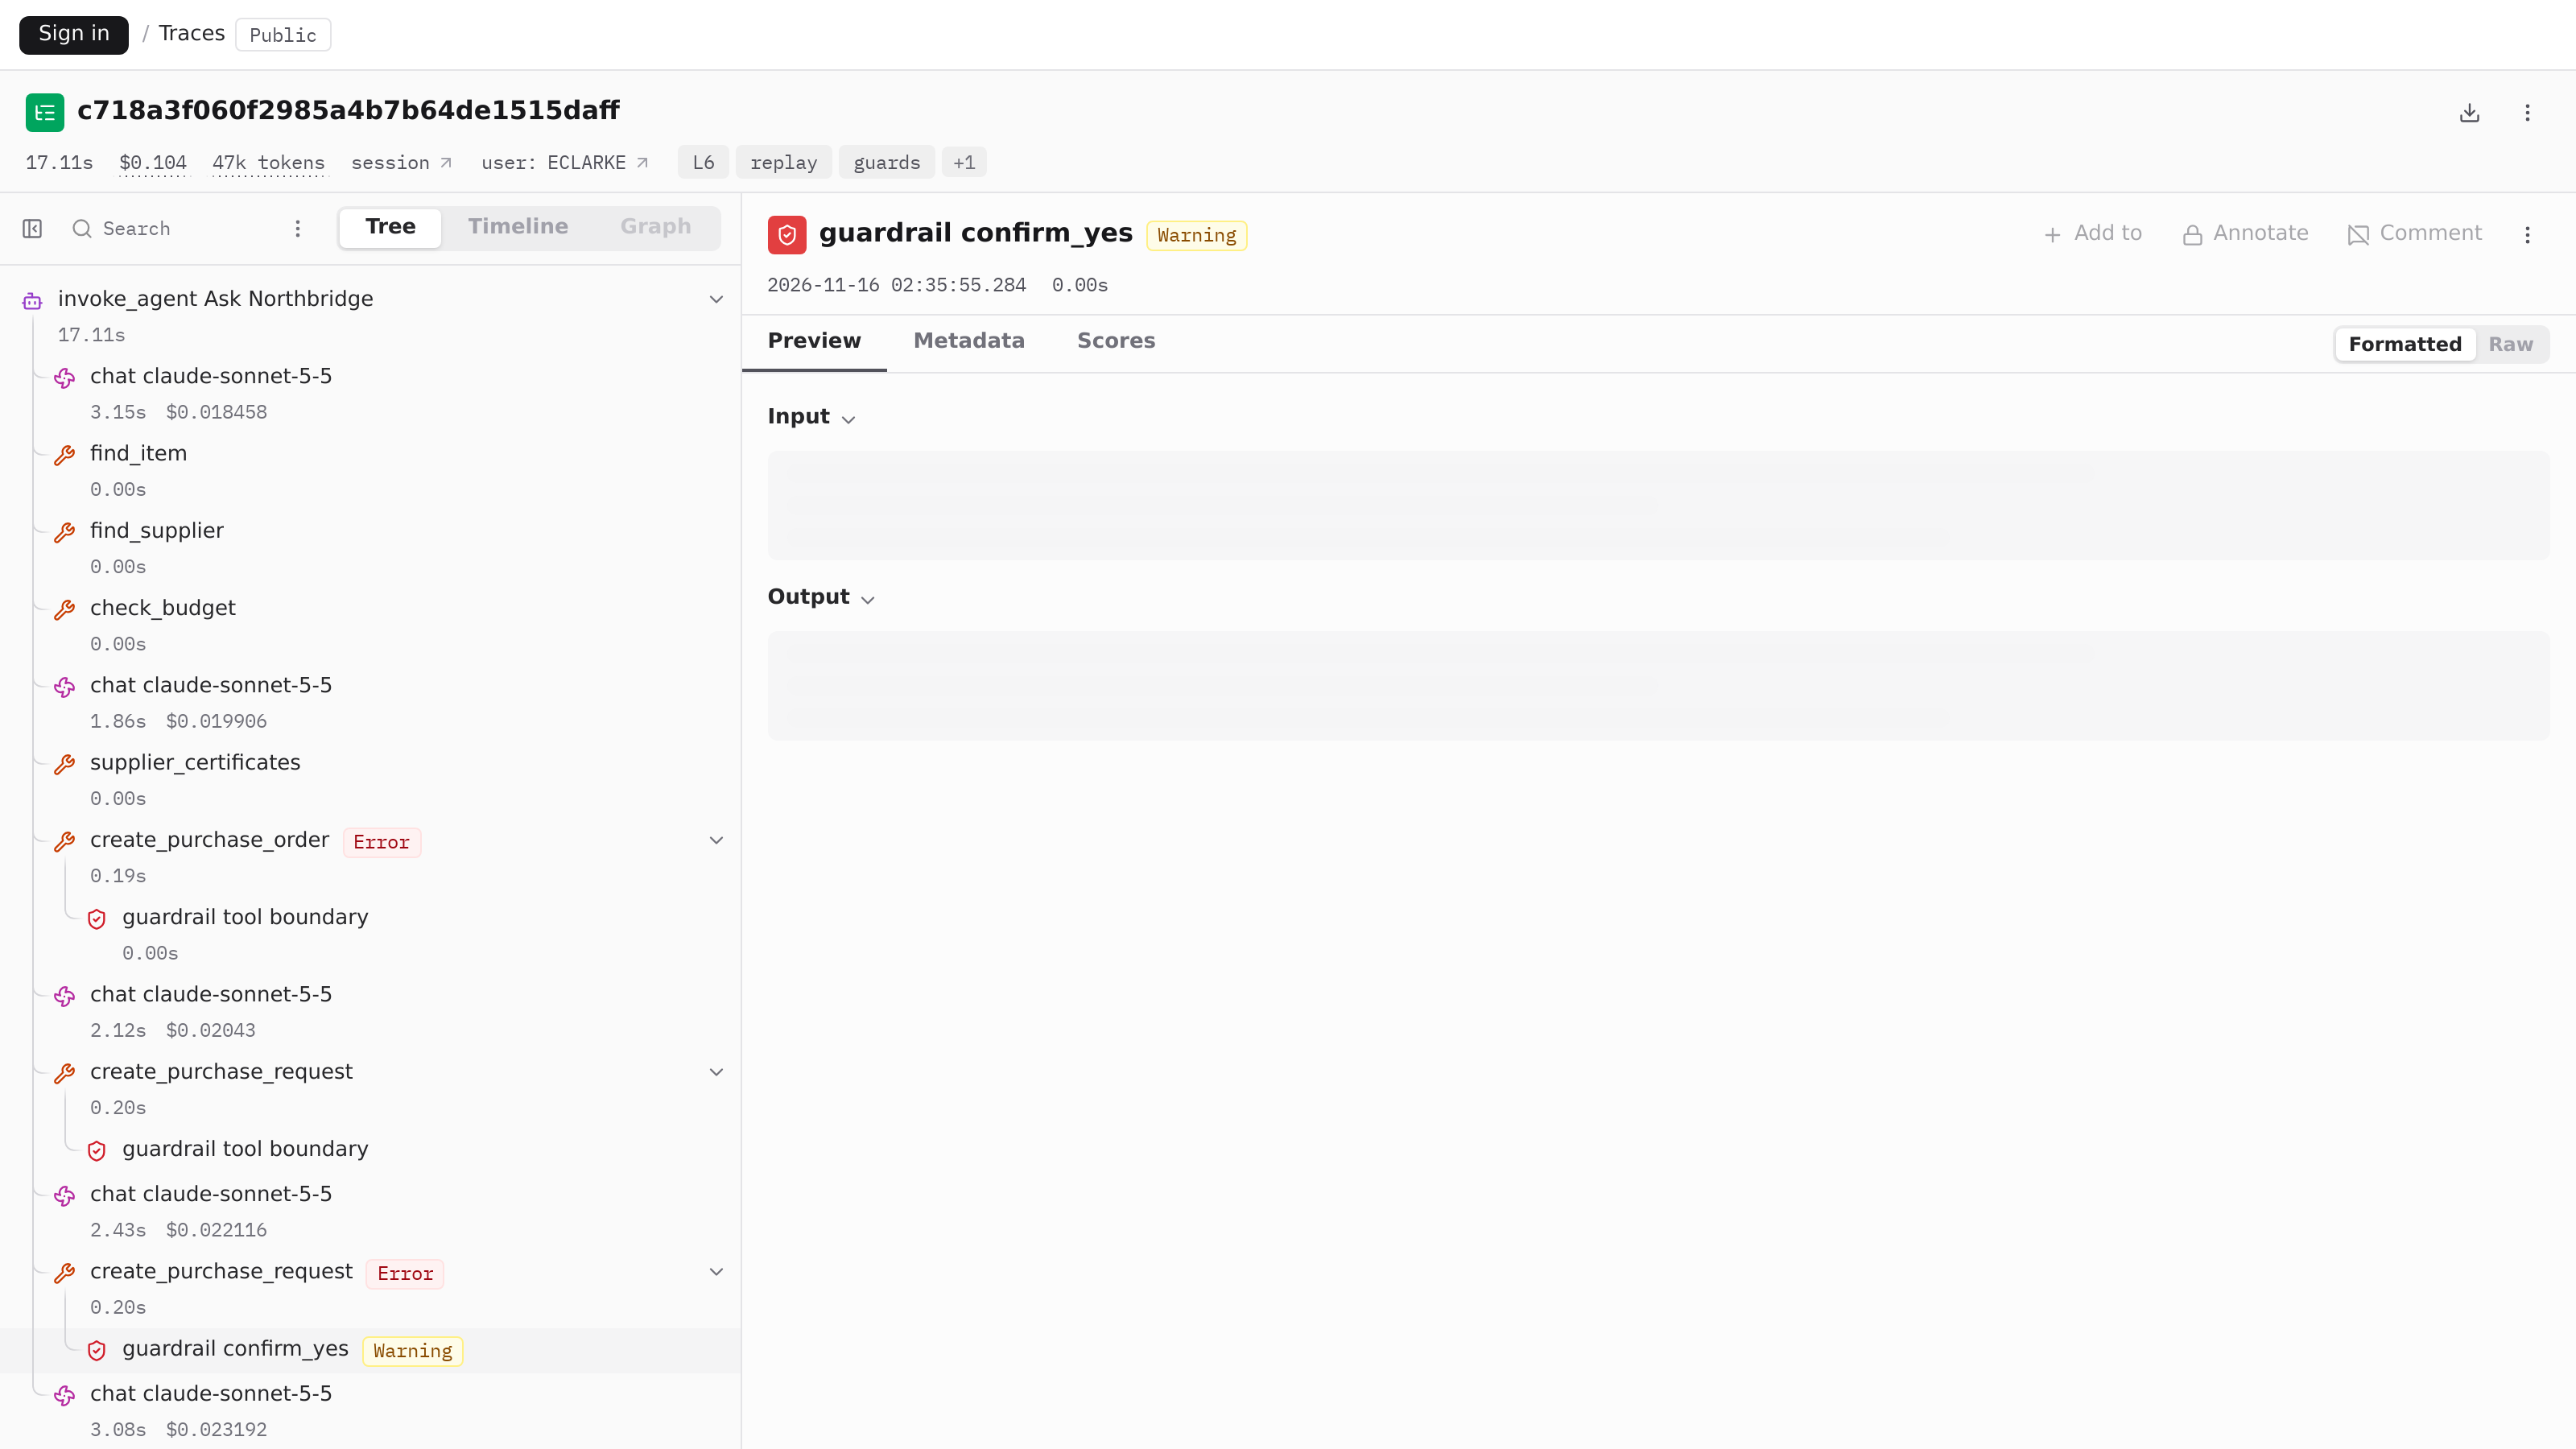 Sign in / Traces Public
c718a3f060f2985a4b7b64de1515daff
17.11s $0.104 47k tokens session user: ECLARKE L6 replay guards +1
Search Tree Timeline Graph
invoke_agent Ask Northbridge
17.11s
chat claude-sonnet-5-5
3.15s $0.018458
find_item
0.00s
find_supplier
0.00s
check_budget
0.00s
chat claude-sonnet-5-5
1.86s $0.019906
supplier_certificates
0.00s
create_purchase_order Error
0.19s
guardrail tool boundary
0.00s
chat claude-sonnet-5-5
2.12s $0.02043
create_purchase_request
0.20s
guardrail tool boundary
chat claude-sonnet-5-5
2.43s $0.022116
create_purchase_request Error
0.20s
guardrail confirm_yes Warning
chat claude-sonnet-5-5
3.08s $0.023192
guardrail confirm_yes Warning
Add to Annotate Comment
2026-11-16 02:35:55.284 0.00s
Preview Metadata Scores
Formatted Raw
Input
Output